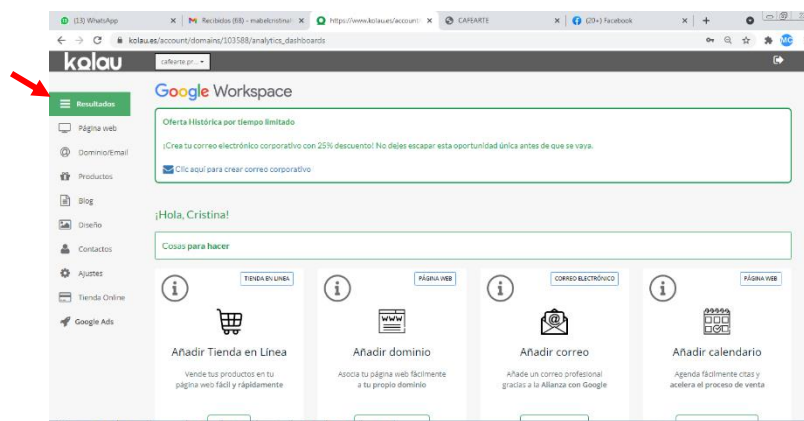 (13) WhatsApp
Recibidos (68) - mabelcristina
https://www.kolau.es/account
CAFEARTE
(20+) Facebook
kolau.es/account/domains/103588/analytics_dashboards
MC
kolau
cafearte.pr...
Resultados
Página web
Dominio/Email
Productos
Blog
Diseño
Contactos
Ajustes
Tienda Online
Google Ads
Google Workspace
Oferta Histórica por tiempo limitado
¡Crea tu correo electrónico corporativo con 25% descuento! No dejes escapar esta oportunidad única antes de que se vaya.
Clic aquí para crear correo corporativo
¡Hola, Cristina!
Cosas para hacer
TIENDA EN LINEA
Añadir Tienda en Línea
Vende tus productos en tu
página web fácil y rápidamente
PÁGINA WEB
WWW
Añadir dominio
Asocia tu página web fácilmente
a tu propio dominio
CORREO ELECTRÓNICO
Añadir correo
Añade un correo profesional
gracias a la Alianza con Google
PÁGINA WEB
Añadir calendario
Agenda fácilmente citas y
acelera el proceso de venta